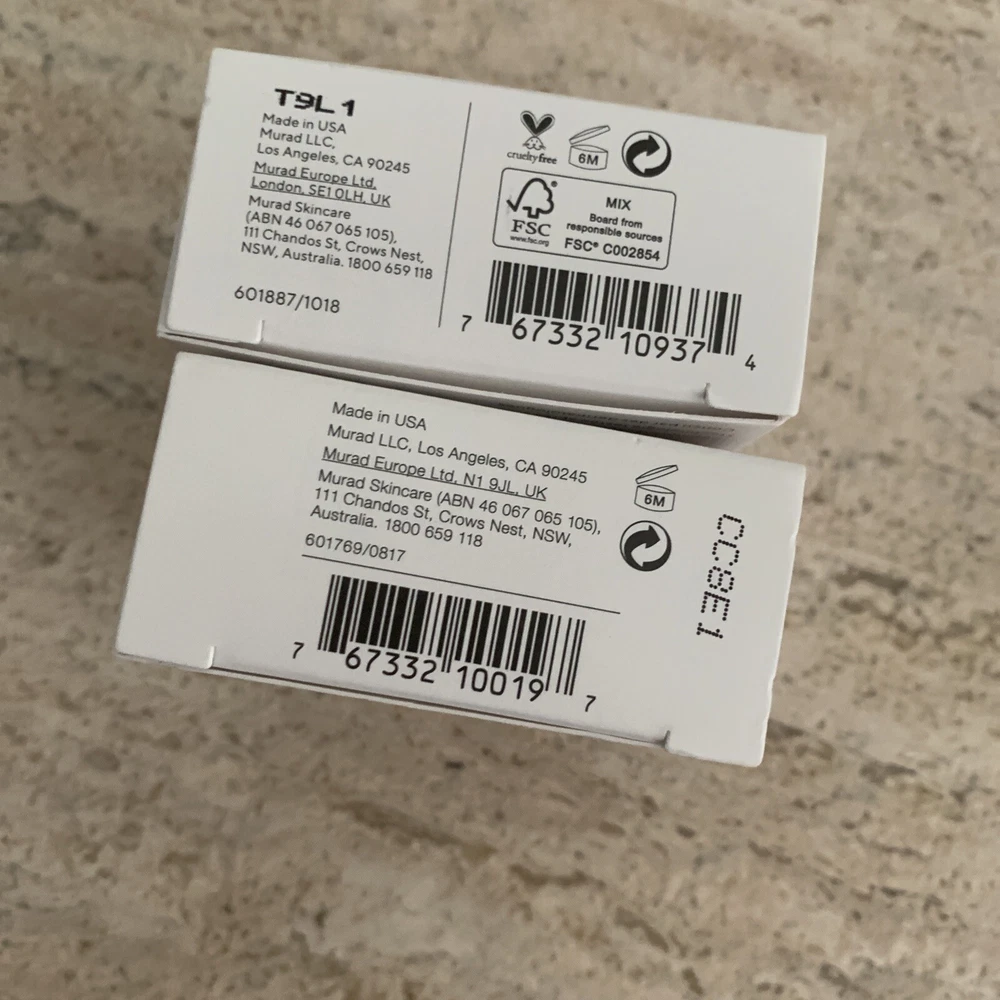 T9L 1
Made in USA
Murad LLC,
Los Angeles, CA 90245
Murad Europe Ltd,
London, SE1 0LH, UK
Murad Skincare
(ABN 46 067 065 105),
111 Chandos St, Crows Nest,
NSW, Australia. 1800 659 118
601887/1018
crueltyfree
6M
FSC®
www.fsc.org
MIX
Board from
responsible sources
FSC® C002854
7 67332 10937 4
Made in USA
Murad LLC, Los Angeles, CA 90245
Murad Europe Ltd, N1 9JL, UK
Murad Skincare (ABN 46 067 065 105),
111 Chandos St, Crows Nest, NSW,
Australia. 1800 659 118
601769/0817
6M
CC8E1
7 67332 10019 7